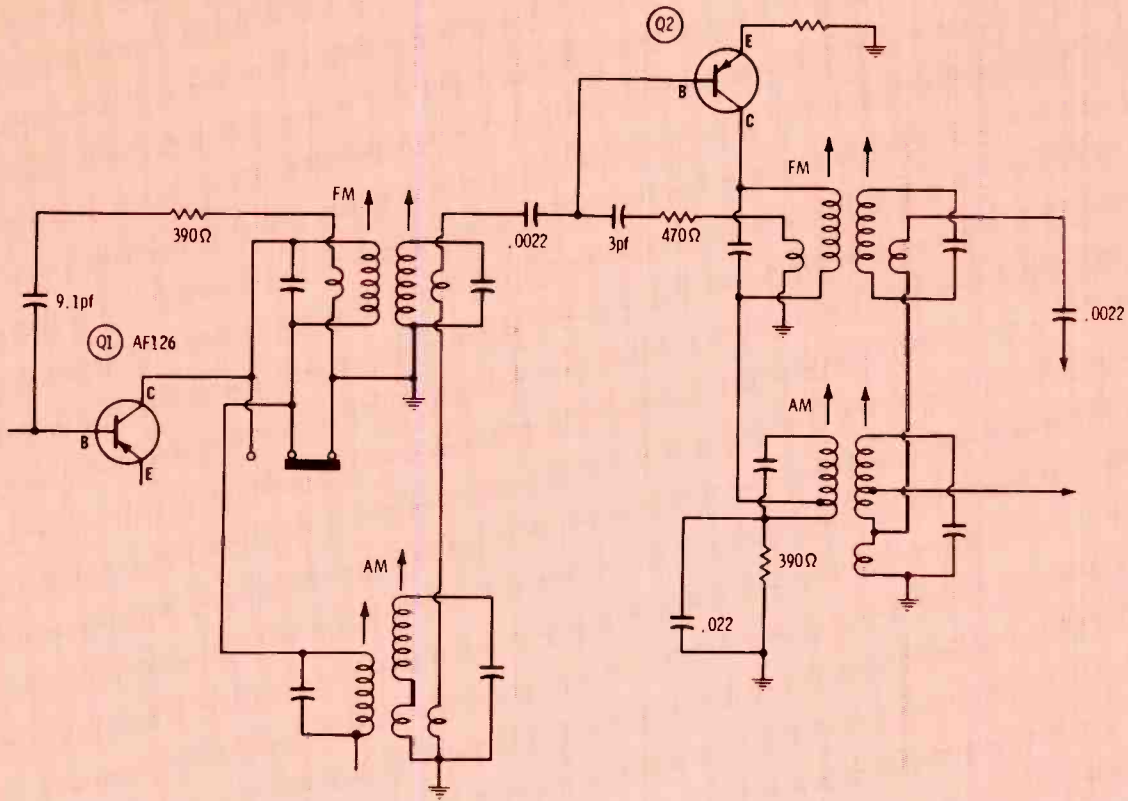 Q2
E
B
C
FM
FM
390Ω
.0022
3pf
470Ω
9.1pf
.0022
Q1 AF126
C
B
E
AM
AM
390Ω
.022